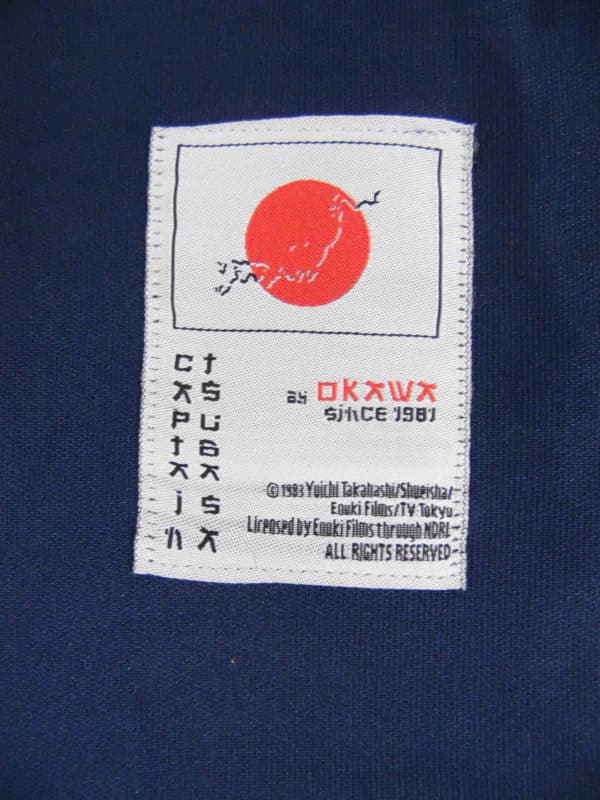 CAPTAIN
TSUBASA
BY OKAWA
SINCE 1981
© 1983 Yoichi Takahashi/Shueisha/
Enoki Films/TV Tokyo
Licensed by Enoki Films through NDRL
ALL RIGHTS RESERVED